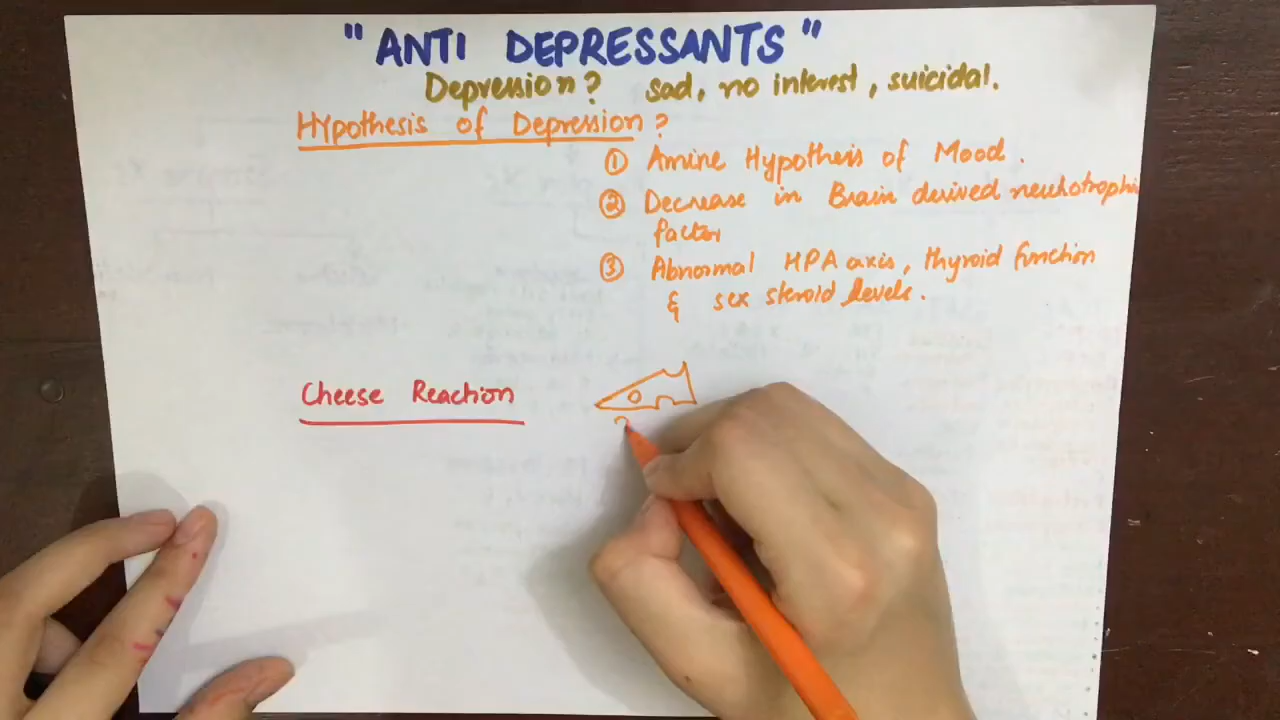 "ANTI DEPRESSANTS"
Depression? sad, no interest, suicidal.
Hypothesis of Depression?
① Amine Hypotheis of Mood.
② Decrease in Brain derived neurotrophic
factor
③ Abnormal HPA axis, thyroid function
& sex steroid levels.
Cheese Reaction